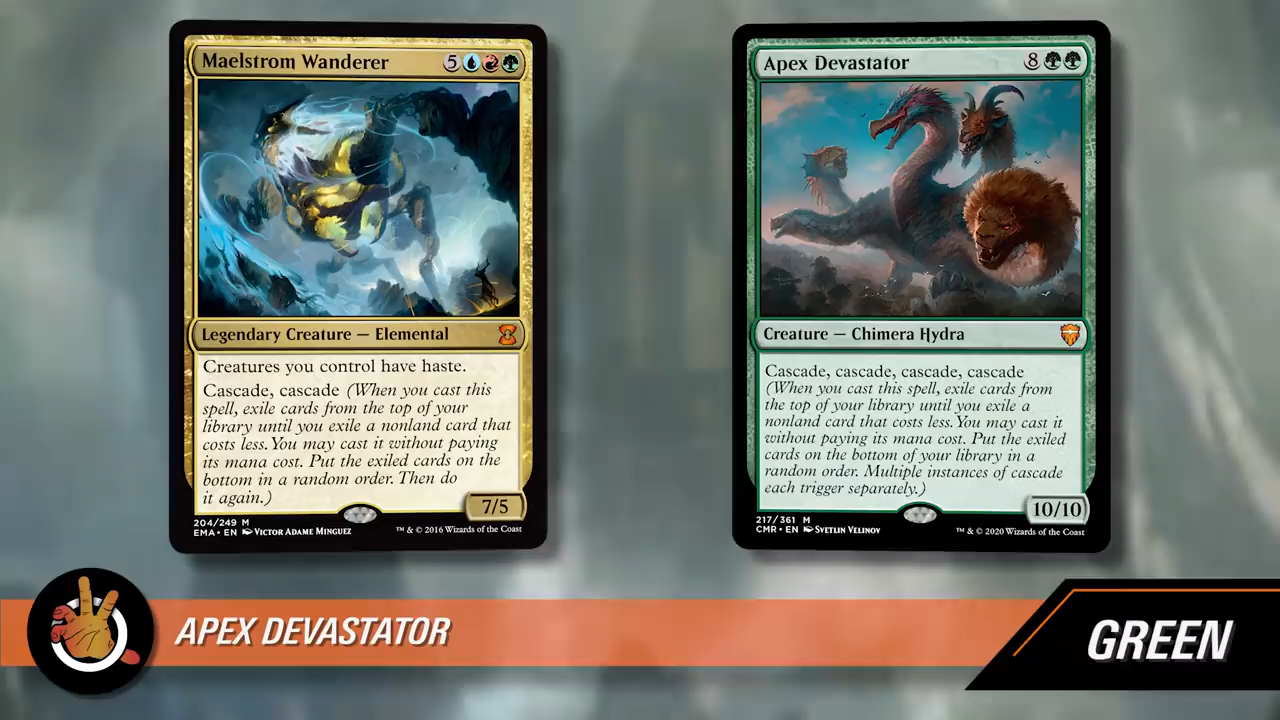 Maelstrom Wanderer 5
Legendary Creature — Elemental
Creatures you control have haste.
Cascade, cascade (When you cast this
spell, exile cards from the top of your
library until you exile a nonland card that
costs less. You may cast it without paying
its mana cost. Put the exiled cards on the
bottom in a random order. Then do
it again.)
7/5
204/249 M
EMA • EN Victor Adame Minguez
™ & © 2016 Wizards of the Coast
Apex Devastator 8
Creature — Chimera Hydra
Cascade, cascade, cascade, cascade
(When you cast this spell, exile cards from
the top of your library until you exile a
nonland card that costs less. You may cast it
without paying its mana cost. Put the exiled
cards on the bottom of your library in a
random order. Multiple instances of cascade
each trigger separately.)
10/10
217/361 M
CMR • EN Svetlin Velinov
™ & © 2020 Wizards of the Coast
APEX DEVASTATOR
GREEN